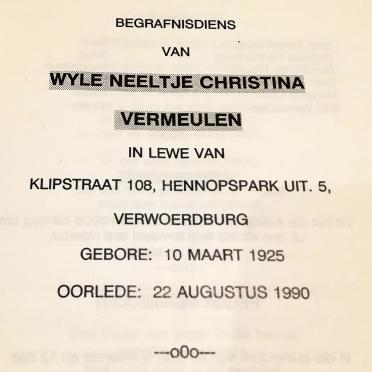 BEGRAFNISDIENS
VAN
WYLE NEELTJE CHRISTINA
VERMEULEN
IN LEWE VAN
KLIPSTRAAT 108, HENNOPSPARK UIT. 5,
VERWOERDBURG
GEBORE: 10 MAART 1925
OORLEDE: 22 AUGUSTUS 1990
---o0o---